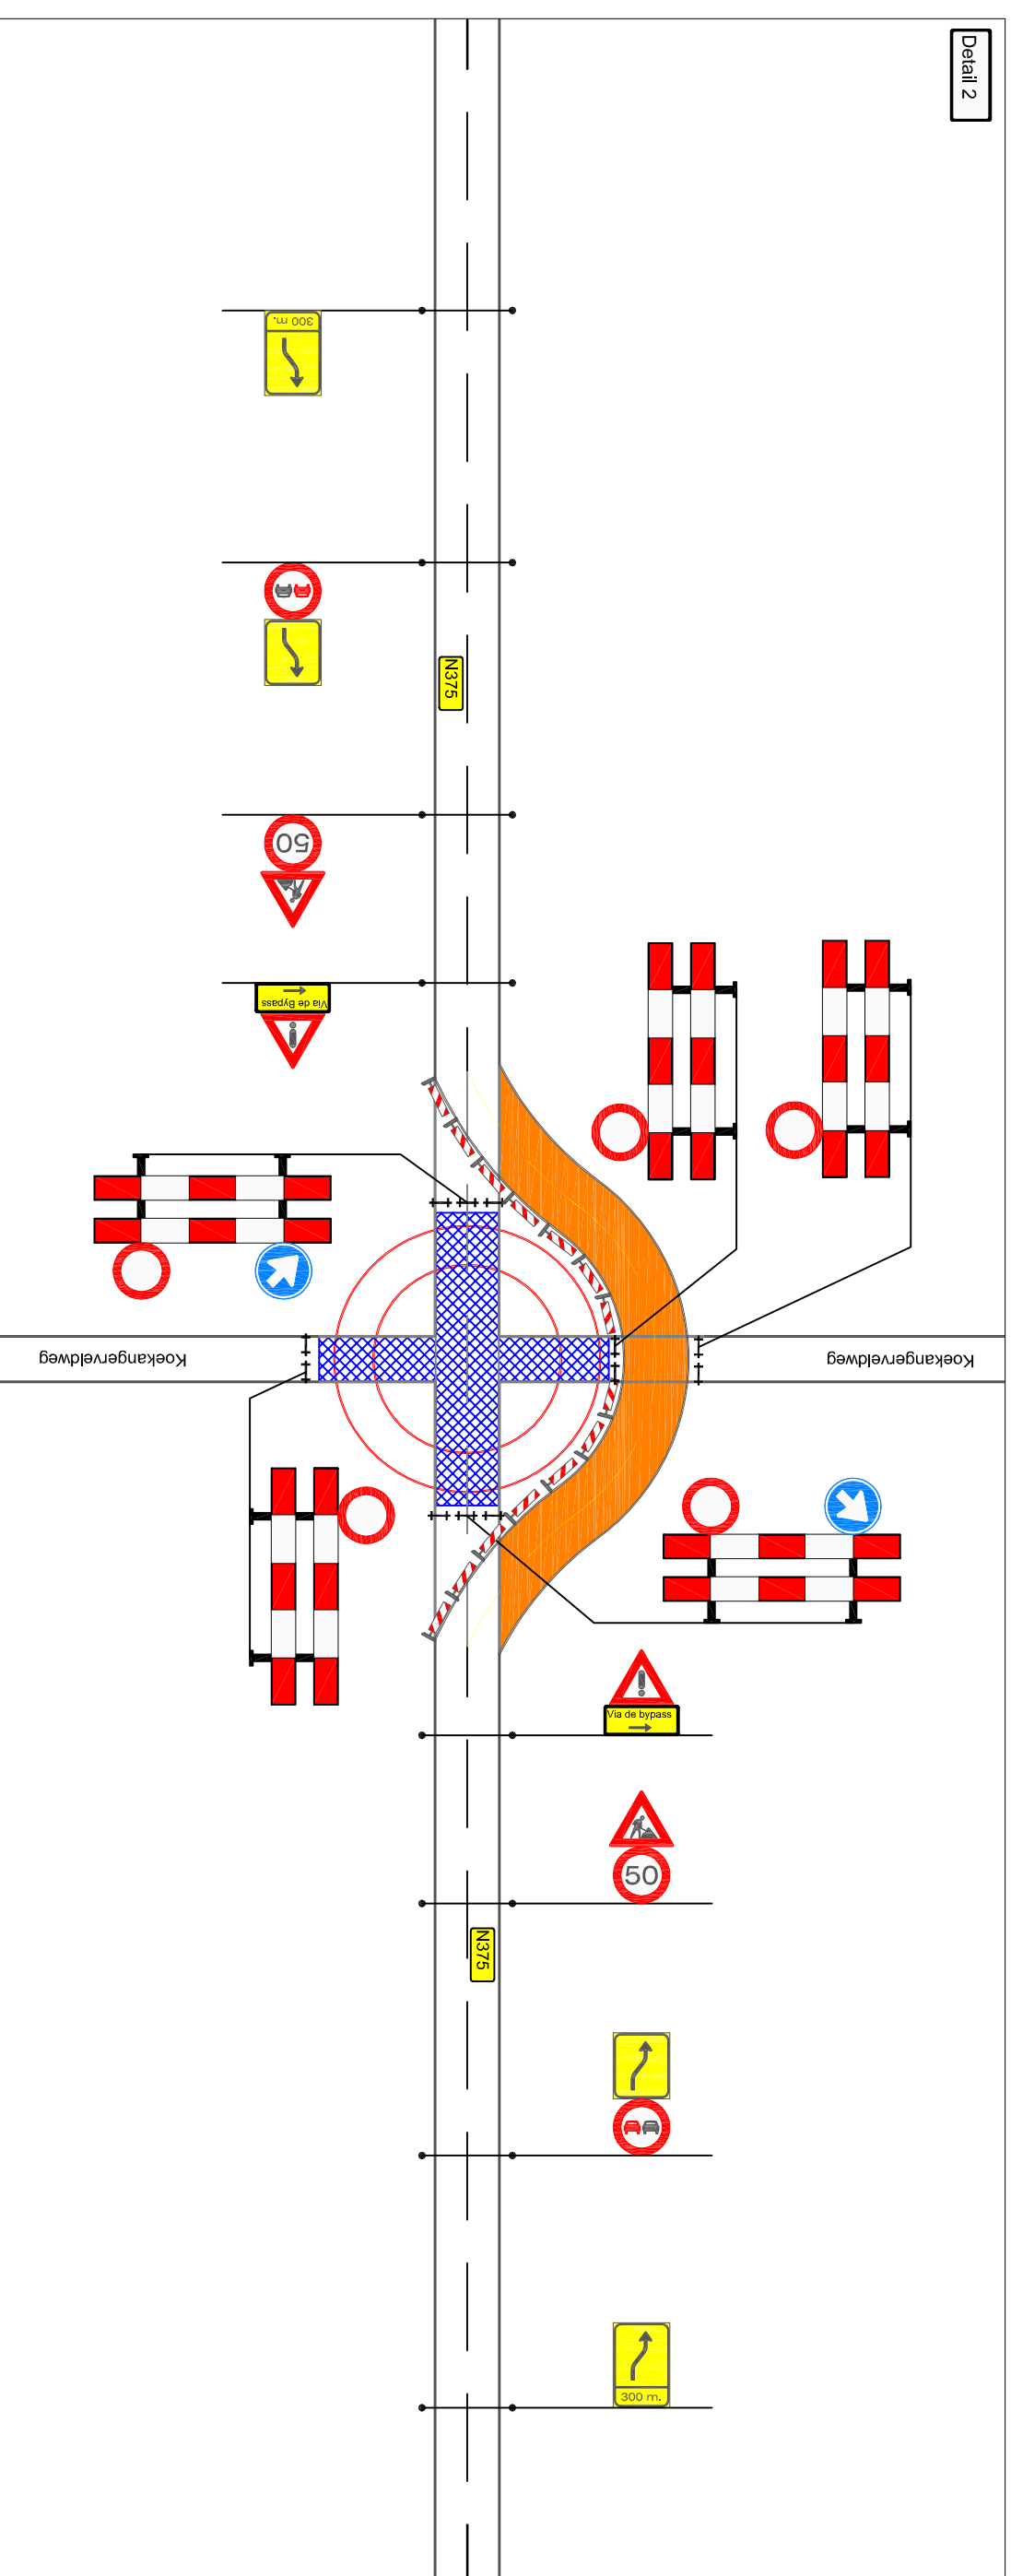 Detail 2
300 m.
N375
50
Via de Bypass
Koekangerveldweg
Koekangerveldweg
Via de bypass
50
N375
300 m.